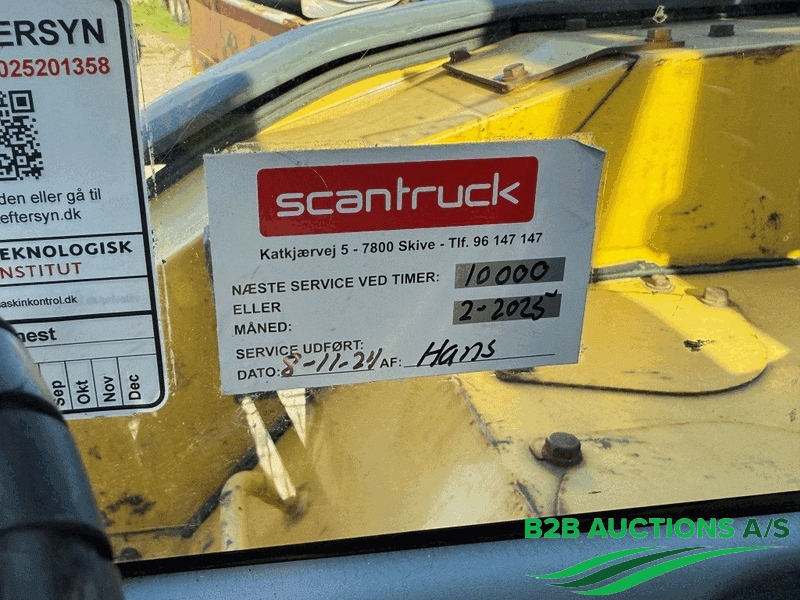 ERSYN
025201358
den eller gå til
eftersyn.dk
EKNOLOGISK
INSTITUT
askinkontrol.dk
Sep
Okt
Nov
Dec
scantruck
Katkjærvej 5 - 7800 Skive - Tlf. 96 147 147
NÆSTE SERVICE VED TIMER: 10000
ELLER
MÅNED: 2-2025
SERVICE UDFØRT:
DATO: 8-11-24 AF: Hans
B2B AUCTIONS A/S